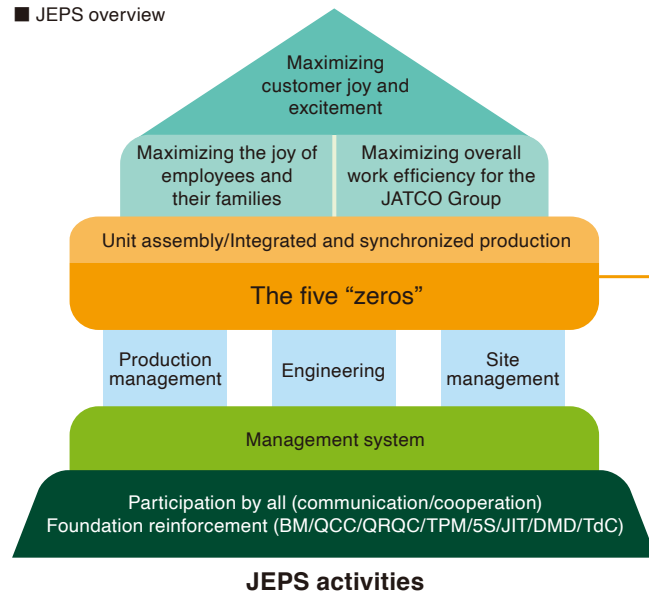 ■ JEPS overview
Maximizing
customer joy and
excitement
Maximizing the joy of
employees and
their families
Maximizing overall
work efficiency for the
JATCO Group
Unit assembly/Integrated and synchronized production
The five “zeros”
Production
management
Engineering
Site
management
Management system
Participation by all (communication/cooperation)
Foundation reinforcement (BM/QCC/QRQC/TPM/5S/JIT/DMD/TdC)
JEPS activities